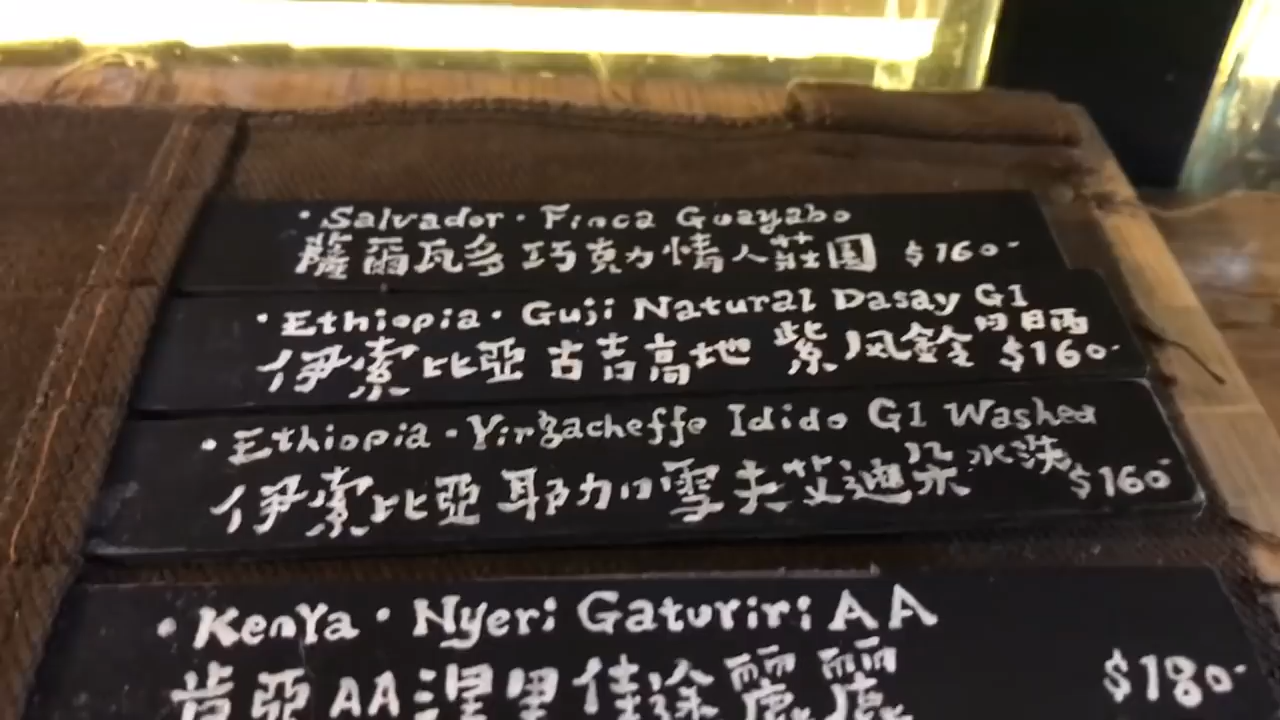 · Salvador · Finca Guayabo
薩爾瓦多 巧克力情人莊園 $160-
· Ethiopia · Guji Natural Dasay G1
伊索比亞 古吉高地 紫風鈴 日晒 $160-
· Ethiopia · Yirgacheffe Idido G1 Washed
伊索比亞 耶加雪夫艾迪朵 水洗 $160-
· Kenya · Nyeri Gaturiri AA
肯亞 AA 涅里佳途麗麗 $180-